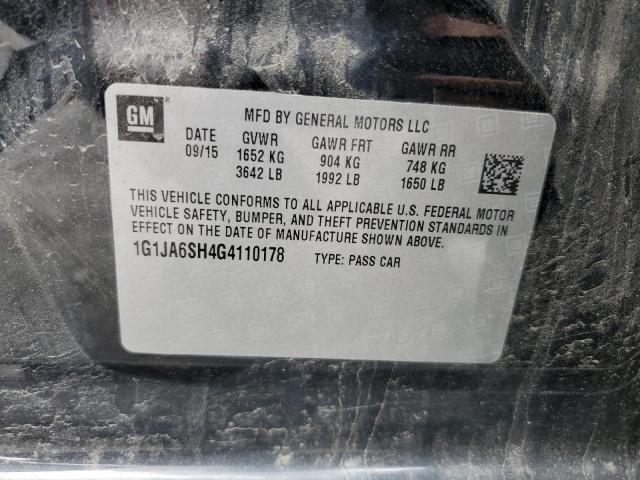 GM
MFD BY GENERAL MOTORS LLC
DATE GVWR GAWR FRT GAWR RR
09/15 1652 KG 904 KG 748 KG
3642 LB 1992 LB 1650 LB
THIS VEHICLE CONFORMS TO ALL APPLICABLE U.S. FEDERAL MOTOR
VEHICLE SAFETY, BUMPER, AND THEFT PREVENTION STANDARDS IN
EFFECT ON THE DATE OF MANUFACTURE SHOWN ABOVE.
1G1JA6SH4G4110178 TYPE: PASS CAR